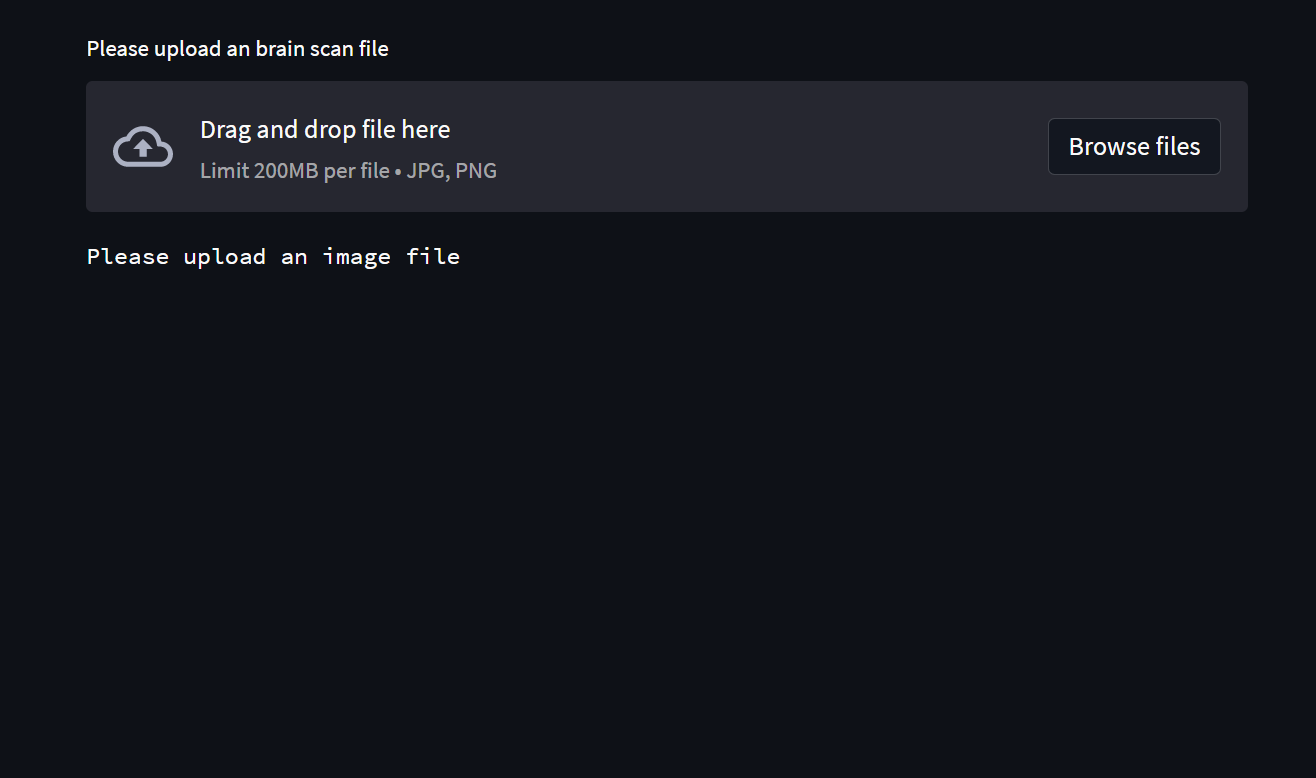 Please upload an brain scan file
Drag and drop file here
Limit 200MB per file • JPG, PNG
Browse files
Please upload an image file